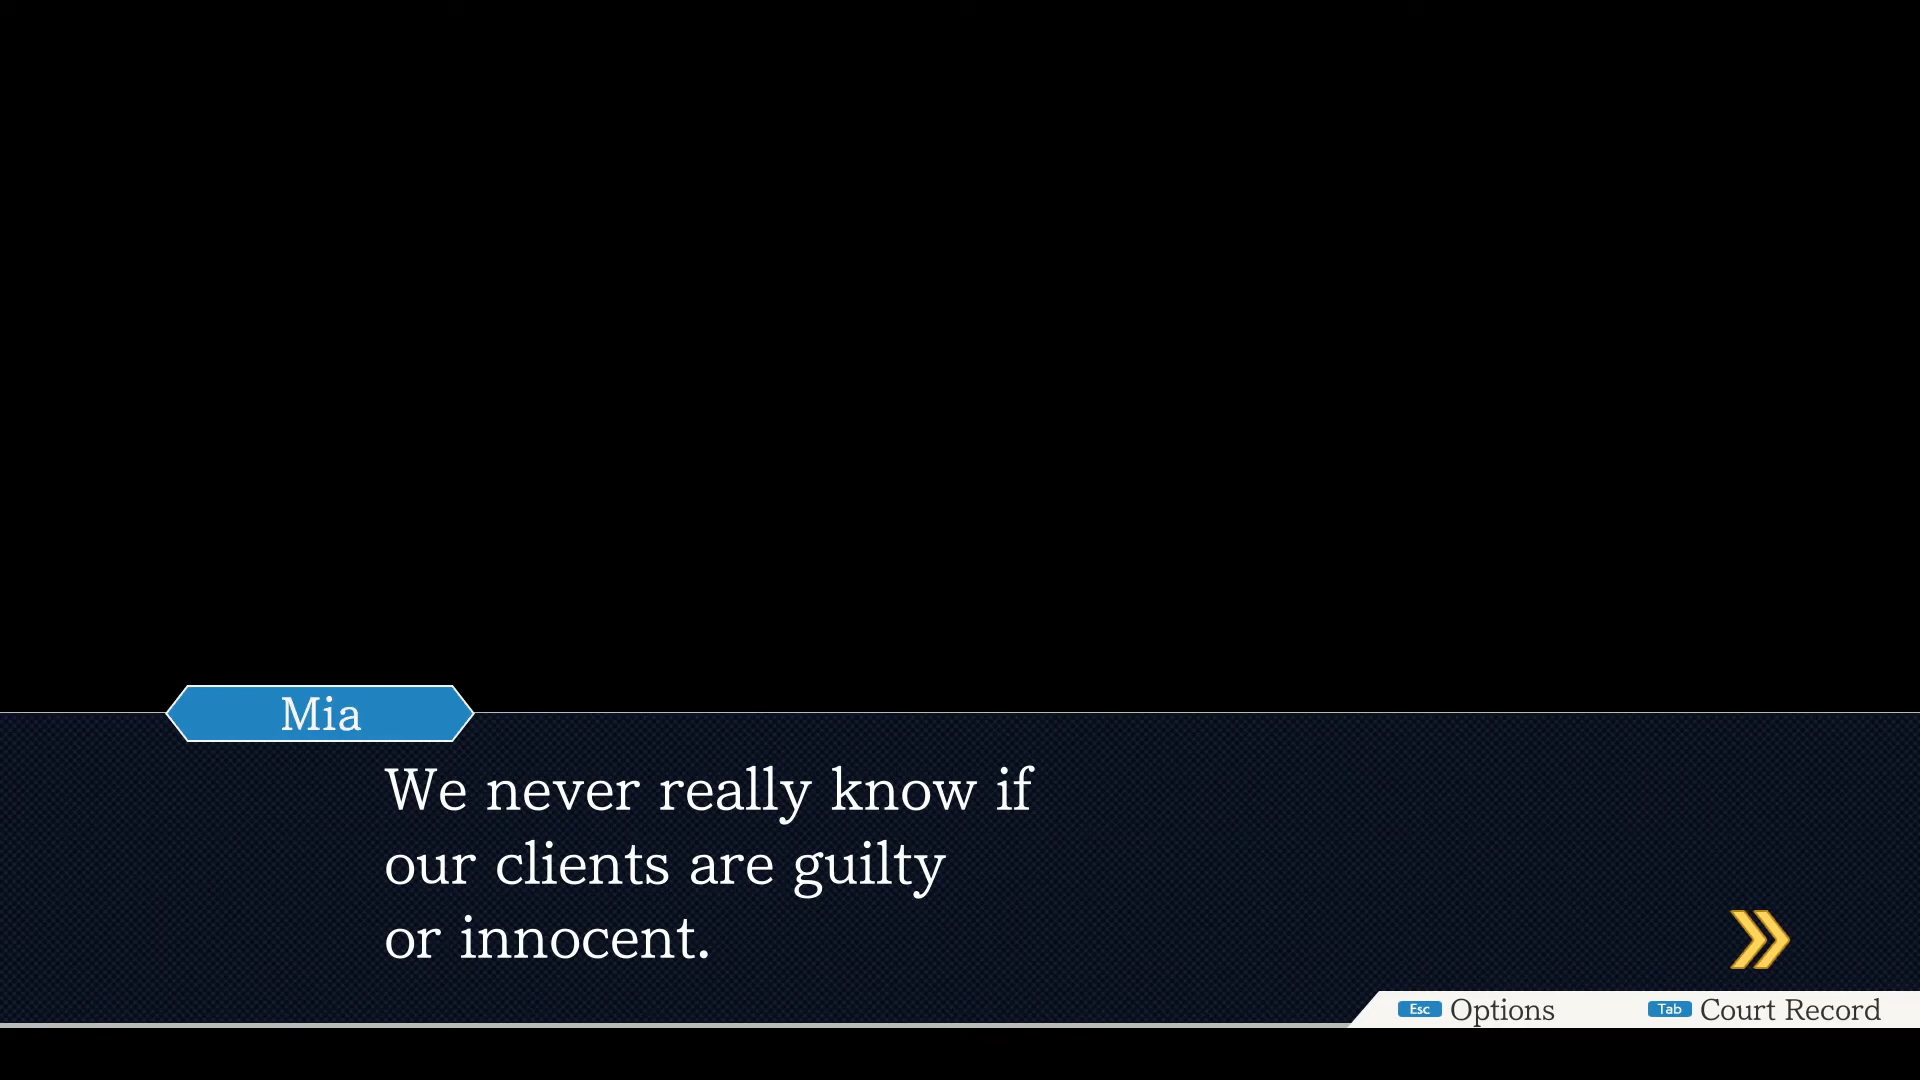 Mia
We never really know if
our clients are guilty
or innocent.
Esc Options Tab Court Record